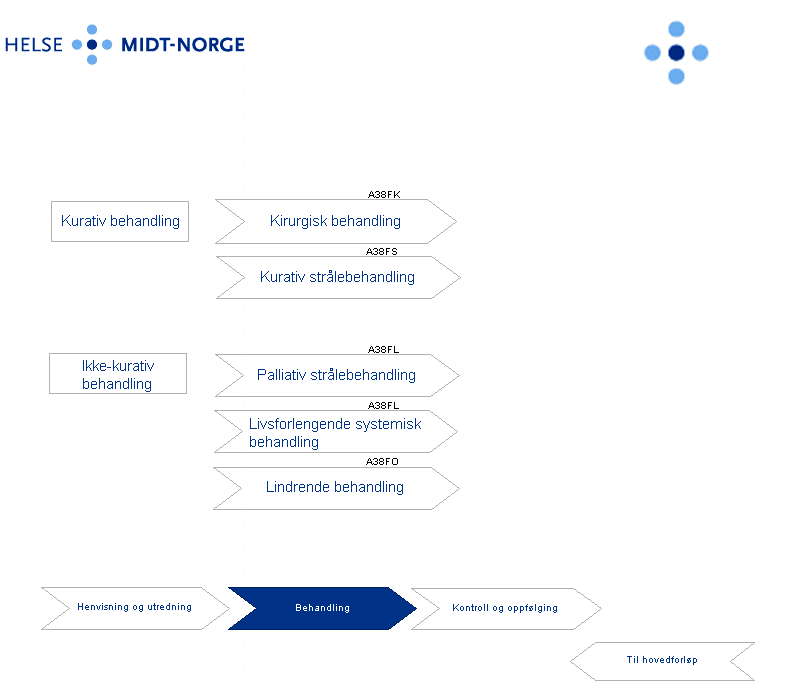 HELSE MIDT-NORGE
A38FK
Kurativ behandling
Kirurgisk behandling
A38FS
Kurativ strålebehandling
A38FL
Ikke-kurativ
behandling
Palliativ strålebehandling
A38FL
Livsforlengende systemisk
behandling
A38FO
Lindrende behandling
Henvisning og utredning
Behandling
Kontroll og oppfølging
Til hovedforløp